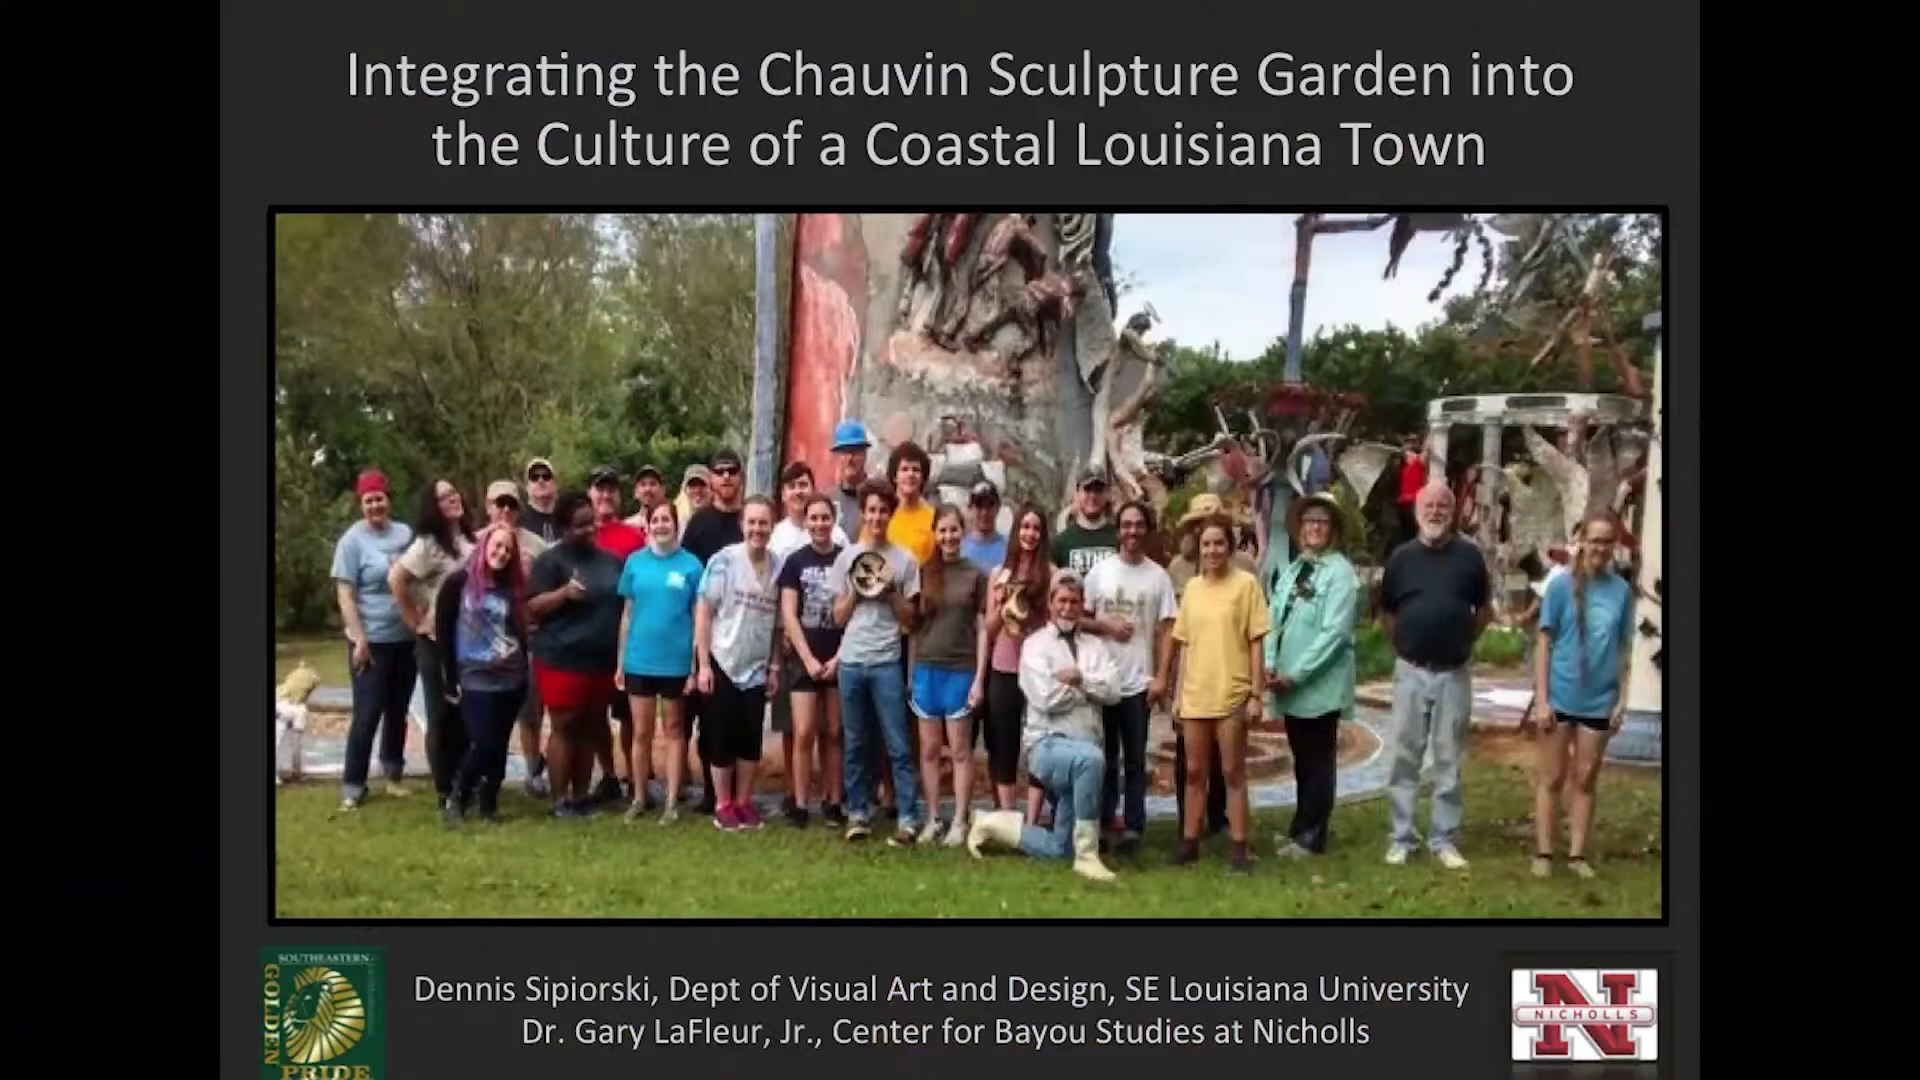 Integrating the Chauvin Sculpture Garden into
the Culture of a Coastal Louisiana Town
SOUTHEASTERN
GOLDEN
PRIDE
Dennis Sipiorski, Dept of Visual Art and Design, SE Louisiana University
Dr. Gary LaFleur, Jr., Center for Bayou Studies at Nicholls
N
NICHOLLS